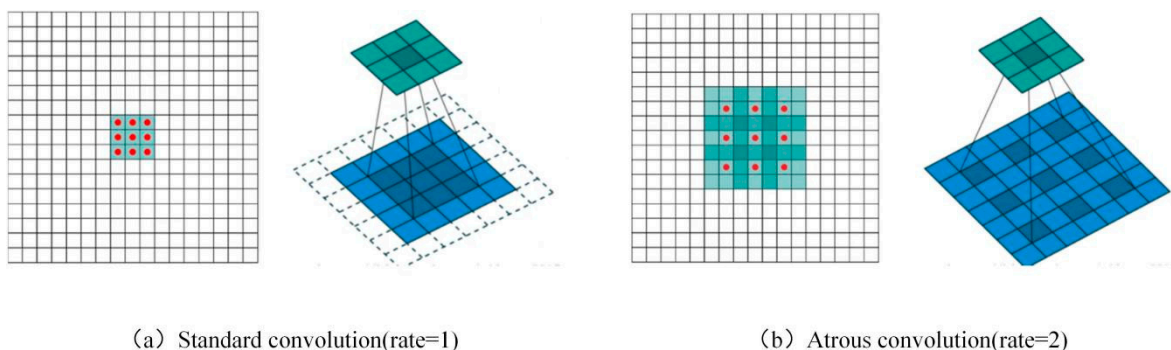 （a）Standard convolution(rate=1)
（b）Atrous convolution(rate=2)